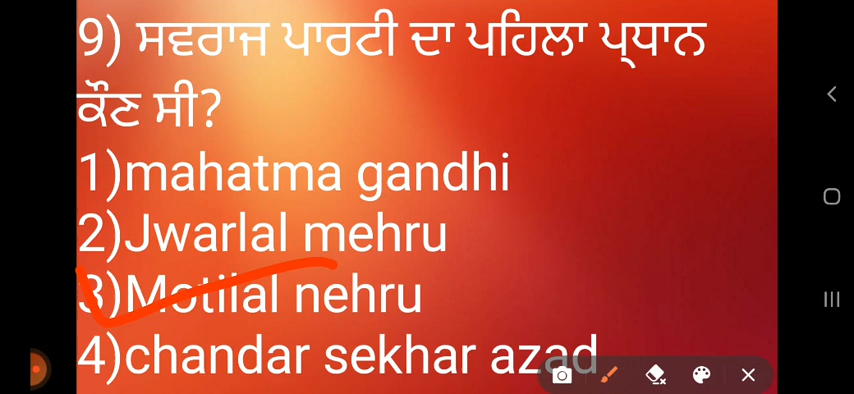 9) ਸਵਰਾਜ ਪਾਰਟੀ ਦਾ ਪਹਿਲਾ ਪ੍ਰਧਾਨ
ਕੌਣ ਸੀ?
1)mahatma gandhi
2)Jwarlal mehru
3)Motilal nehru
4)chandar sekhar azad